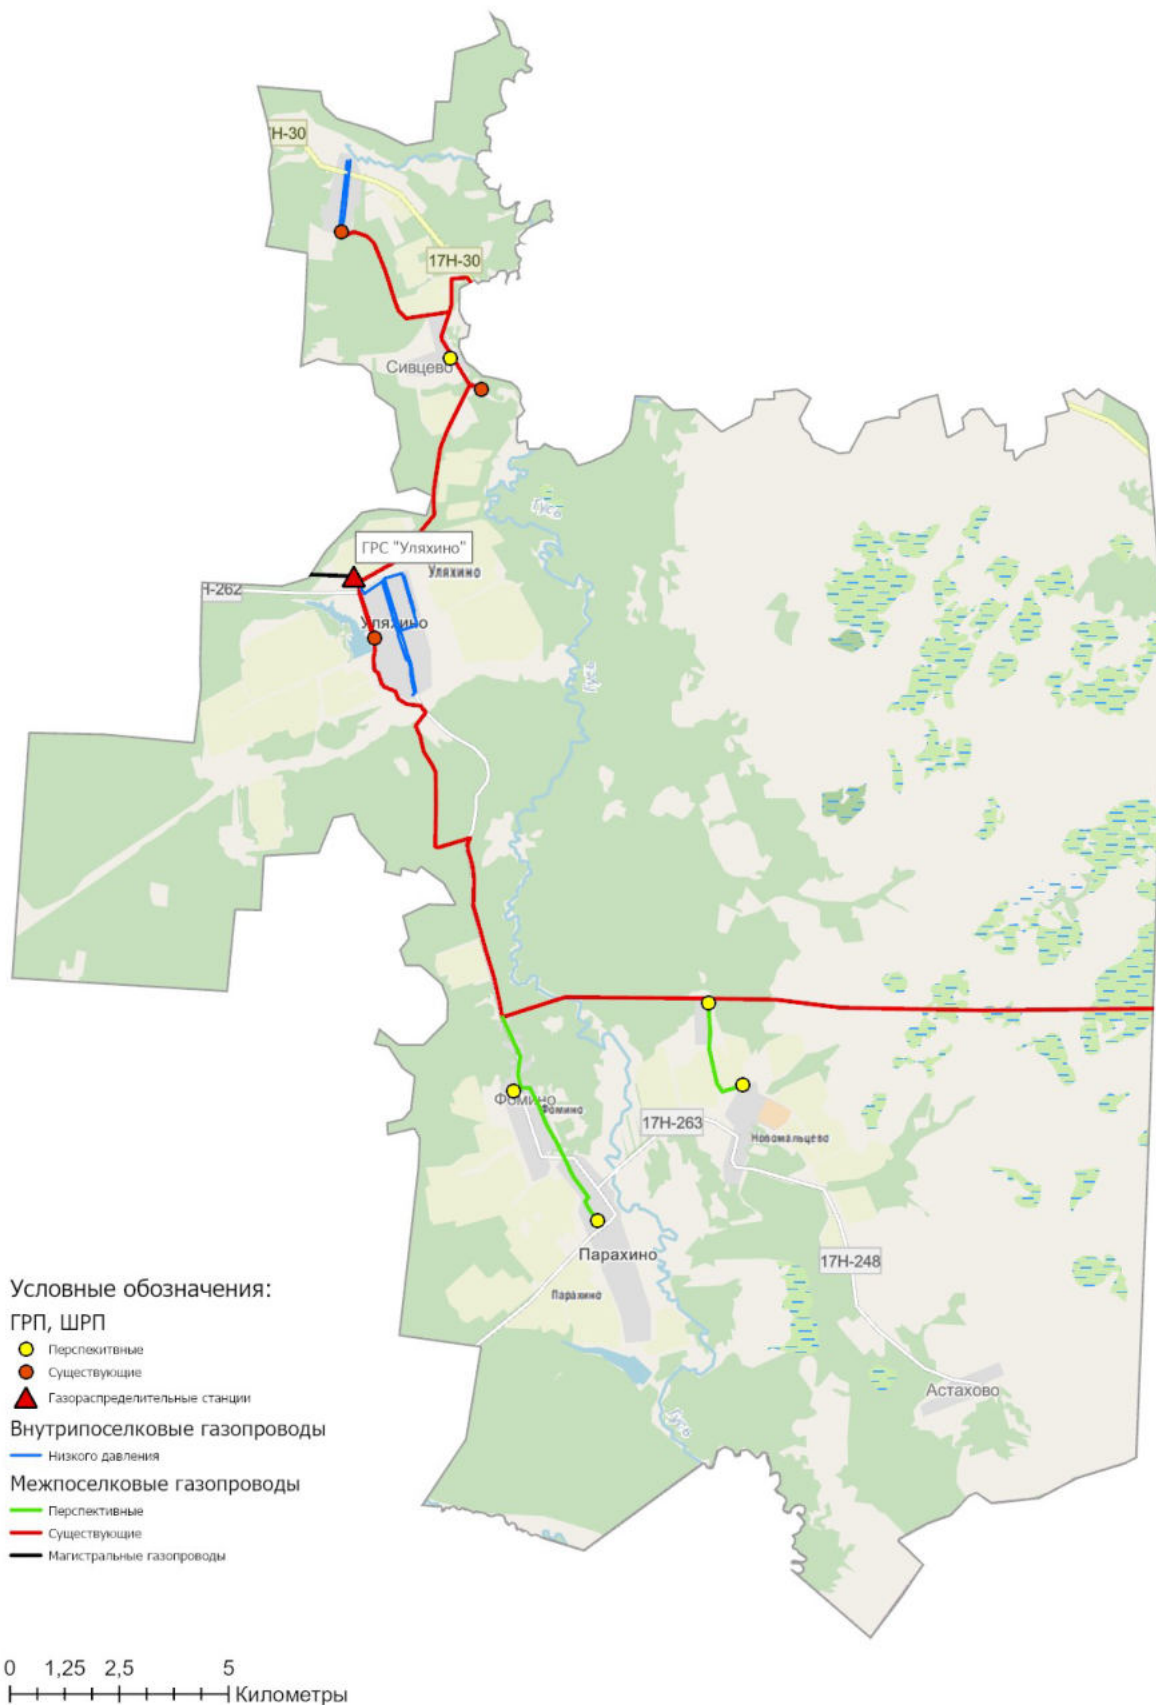 Н-30
17Н-30
Сивцево
Гусь
ГРС "Уляхино"
Уляхино
Н-262
Уляхино
Гусь
Фомино
Фомино
17Н-263
Новомальцево
Парахино
17Н-248
Парахино
Астахово
Гусь
Условные обозначения:
ГРП, ШРП
Перспекитвные
Существующие
Газораспределительные станции
Внутрипоселковые газопроводы
Низкого давления
Межпоселковые газопроводы
Перспективные
Существующие
Магистральные газопроводы
0 1,25 2,5 5
Километры